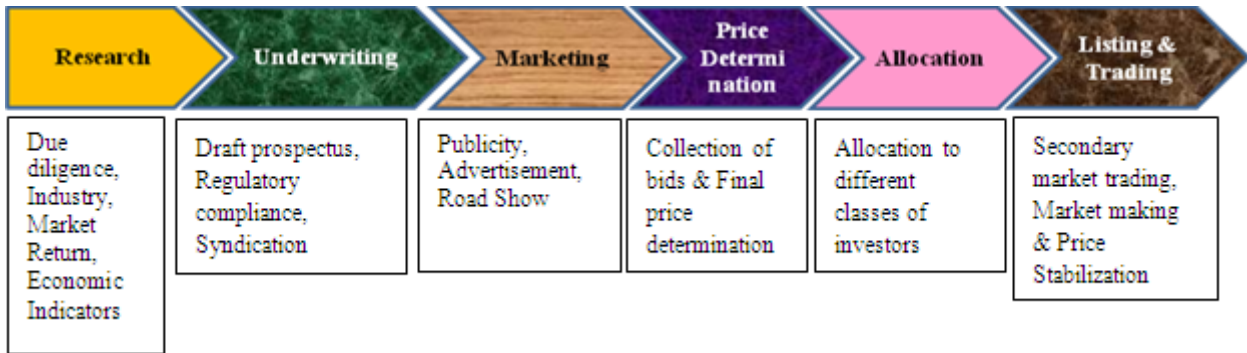 Research
Underwriting
Marketing
Price
Determi
nation
Allocation
Listing &
Trading
Due
diligence,
Industry,
Market
Return,
Economic
Indicators
Draft prospectus,
Regulatory
compliance,
Syndication
Publicity,
Advertisement,
Road Show
Collection of
bids & Final
price
determination
Allocation to
different
classes of
investors
Secondary
market trading,
Market making
& Price
Stabilization